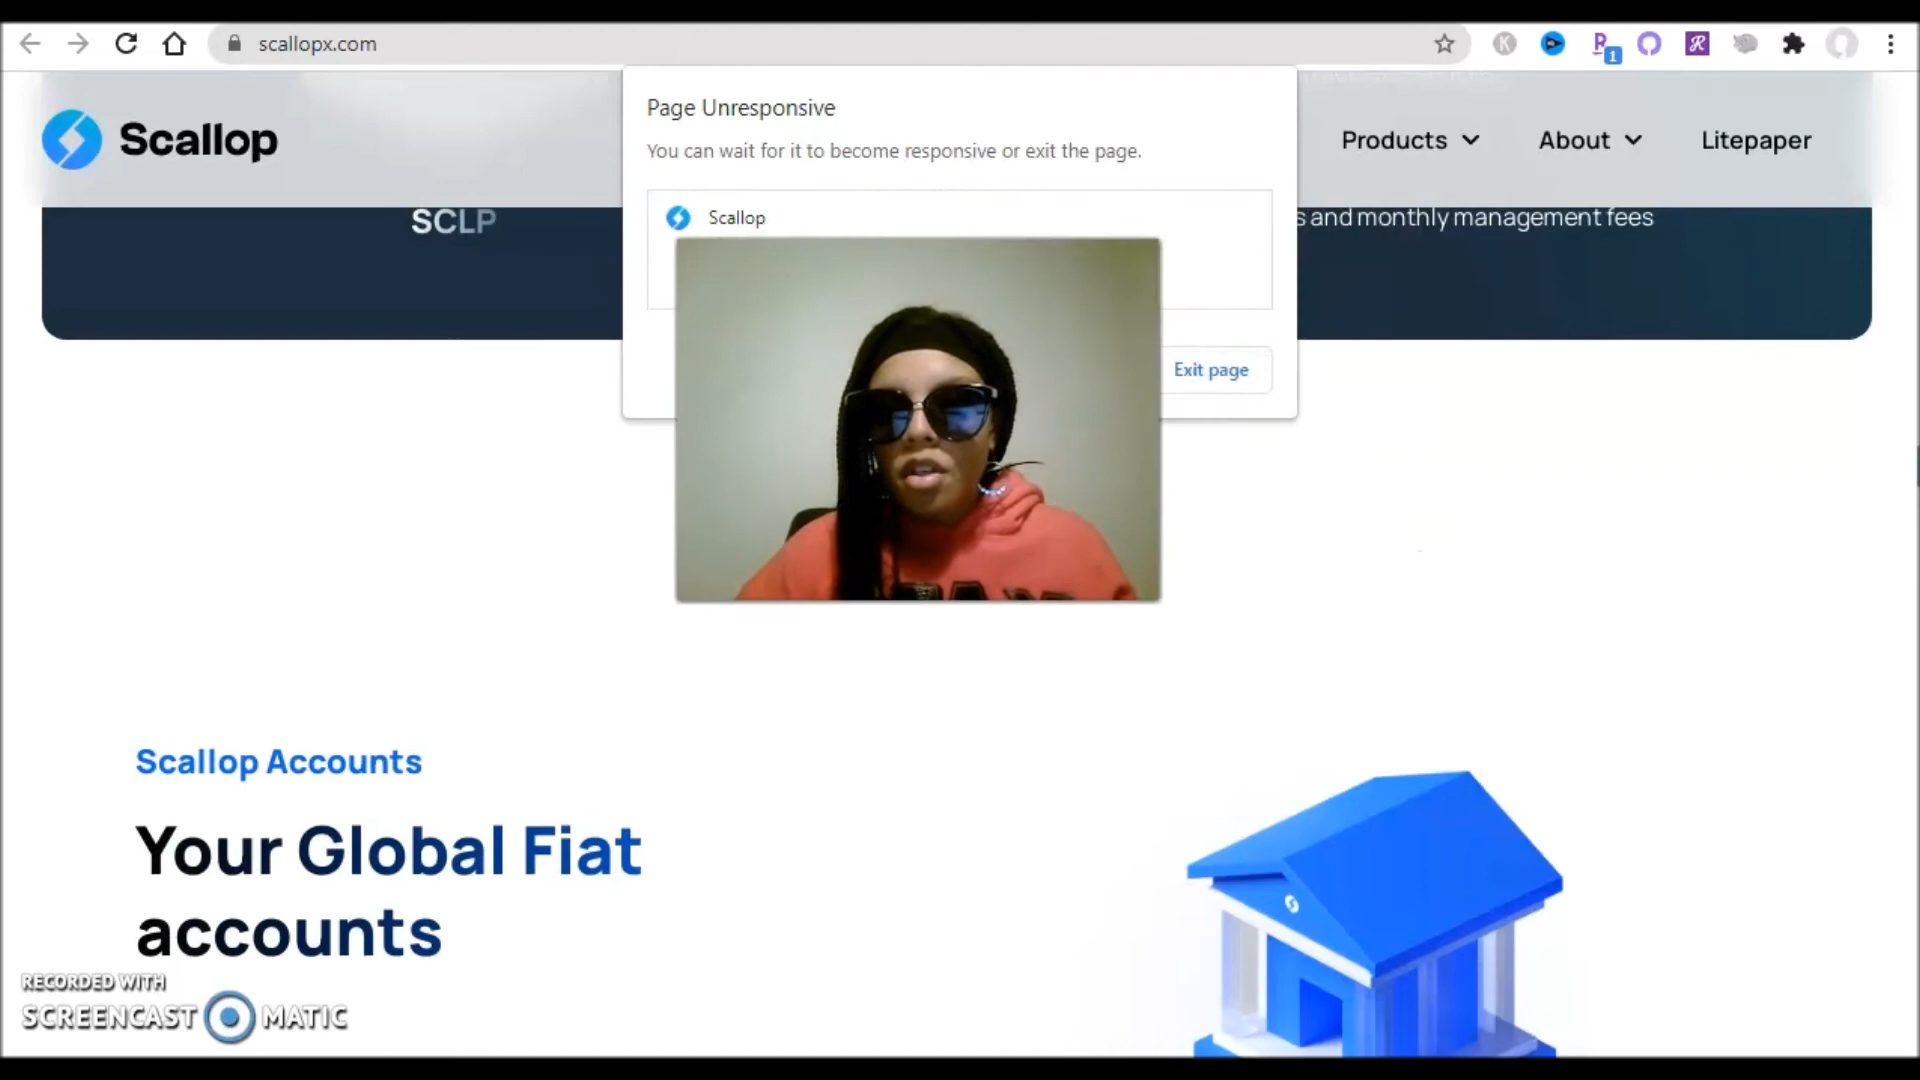 scallopx.com
1
Page Unresponsive
You can wait for it to become responsive or exit the page.
Scallop
Exit page
Scallop
Products
About
Litepaper
SCLP
s and monthly management fees
Scallop Accounts
Your Global Fiat
accounts
RECORDED WITH
SCREENCAST MATIC